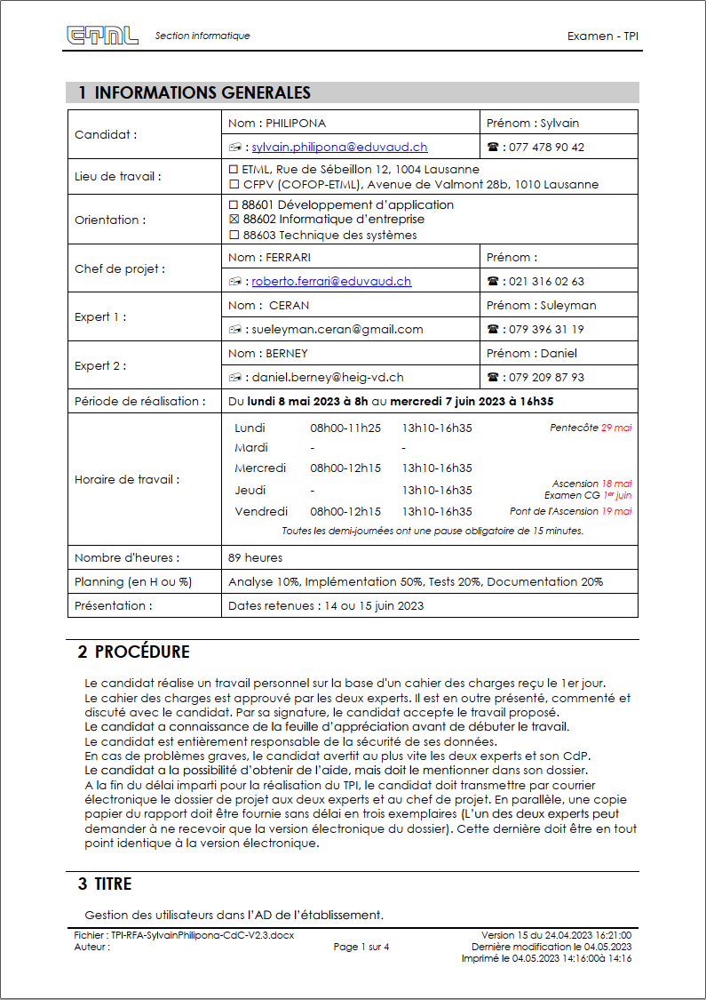 ETML Section informatique Examen - TPI
1 INFORMATIONS GENERALES
Candidat :
Nom : PHILIPONA Prénom : Sylvain
: sylvain.philipona@eduvaud.ch ☎ : 077 478 90 42
Lieu de travail :
☐ ETML, Rue de Sébeillon 12, 1004 Lausanne
☐ CFPV (COFOP-ETML), Avenue de Valmont 28b, 1010 Lausanne
Orientation :
☐ 88601 Développement d’application
☒ 88602 Informatique d’entreprise
☐ 88603 Technique des systèmes
Chef de projet :
Nom : FERRARI Prénom :
: roberto.ferrari@eduvaud.ch ☎ : 021 316 02 63
Expert 1 :
Nom : CERAN Prénom : Suleyman
: sueleyman.ceran@gmail.com ☎ : 079 396 31 19
Expert 2 :
Nom : BERNEY Prénom : Daniel
: daniel.berney@heig-vd.ch ☎ : 079 209 87 93
Période de réalisation : Du lundi 8 mai 2023 à 8h au mercredi 7 juin 2023 à 16h35
Horaire de travail :
Lundi 08h00-11h25 13h10-16h35 Pentecôte 29 mai
Mardi - -
Mercredi 08h00-12h15 13h10-16h35
Jeudi - 13h10-16h35 Ascension 18 mai
Examen CG 1er juin
Vendredi 08h00-12h15 13h10-16h35 Pont de l'Ascension 19 mai
Toutes les demi-journées ont une pause obligatoire de 15 minutes.
Nombre d'heures : 89 heures
Planning (en H ou %) Analyse 10%, Implémentation 50%, Tests 20%, Documentation 20%
Présentation : Dates retenues : 14 ou 15 juin 2023
2 PROCÉDURE
Le candidat réalise un travail personnel sur la base d'un cahier des charges reçu le 1er jour.
Le cahier des charges est approuvé par les deux experts. Il est en outre présenté, commenté et
discuté avec le candidat. Par sa signature, le candidat accepte le travail proposé.
Le candidat a connaissance de la feuille d’appréciation avant de débuter le travail.
Le candidat est entièrement responsable de la sécurité de ses données.
En cas de problèmes graves, le candidat avertit au plus vite les deux experts et son CdP.
Le candidat a la possibilité d’obtenir de l’aide, mais doit le mentionner dans son dossier.
A la fin du délai imparti pour la réalisation du TPI, le candidat doit transmettre par courrier
électronique le dossier de projet aux deux experts et au chef de projet. En parallèle, une copie
papier du rapport doit être fournie sans délai en trois exemplaires (L’un des deux experts peut
demander à ne recevoir que la version électronique du dossier). Cette dernière doit être en tout
point identique à la version électronique.
3 TITRE
Gestion des utilisateurs dans l’AD de l’établissement.
Fichier : TPI-RFA-SylvainPhilipona-CdC-V2.3.docx Version 15 du 24.04.2023 16:21:00
Auteur : Page 1 sur 4 Dernière modification le 04.05.2023
Imprimé le 04.05.2023 14:16:00à 14:16